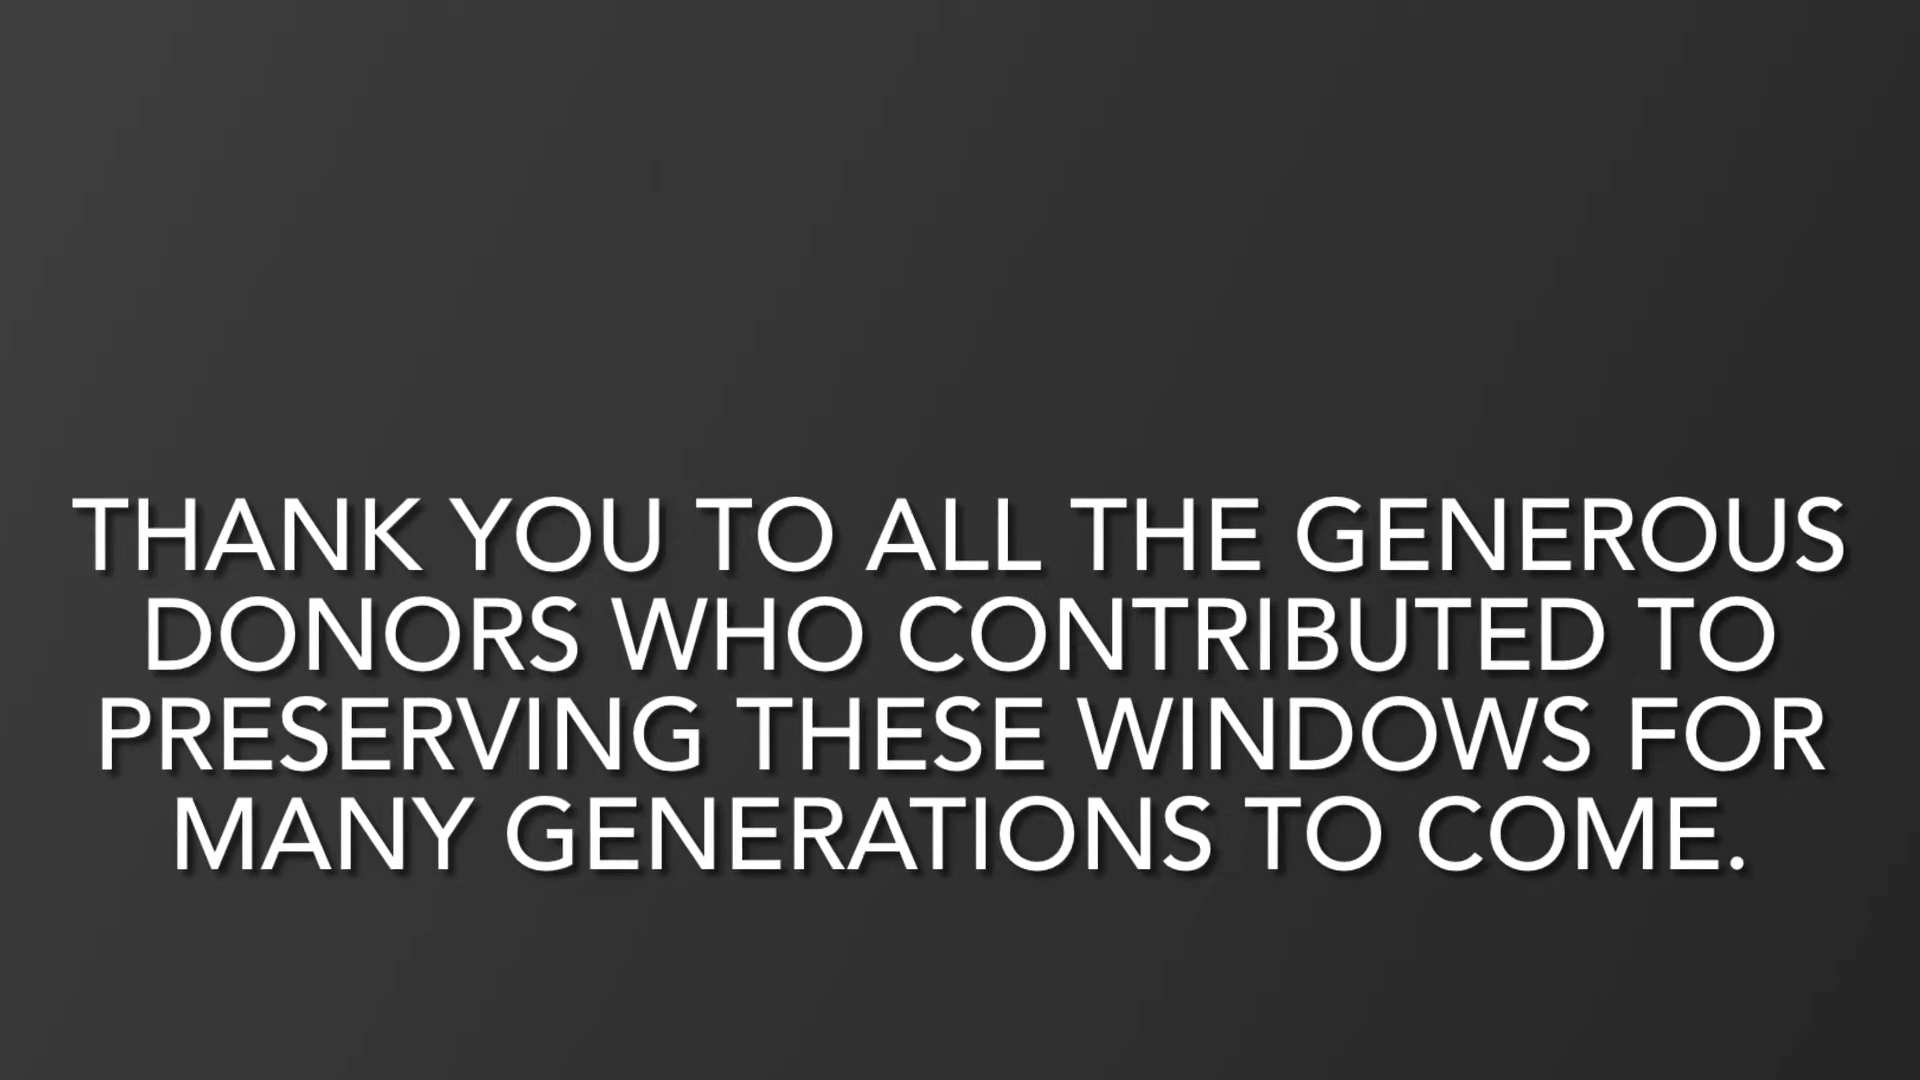 THANK YOU TO ALL THE GENEROUS
DONORS WHO CONTRIBUTED TO
PRESERVING THESE WINDOWS FOR
MANY GENERATIONS TO COME.